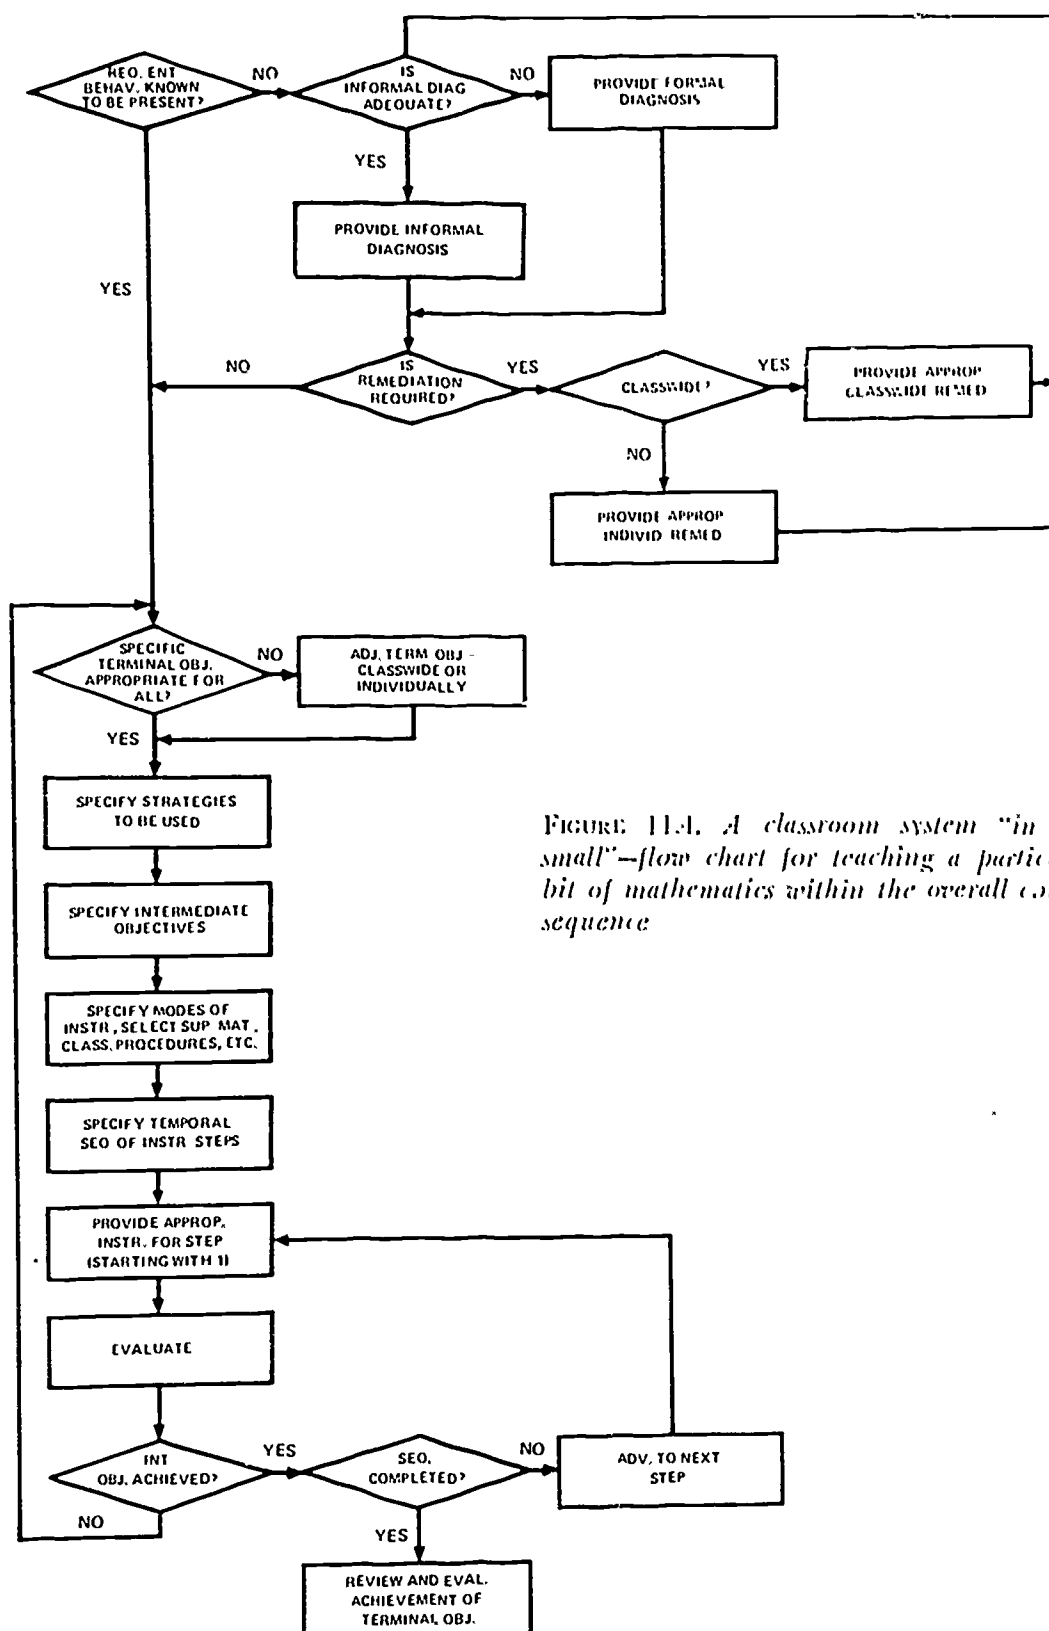 REQ. ENT
BEHAV. KNOWN
TO BE PRESENT?
NO
IS
INFORMAL DIAG
ADEQUATE?
NO
PROVIDE FORMAL
DIAGNOSIS
YES
PROVIDE INFORMAL
DIAGNOSIS
YES
NO
IS
REMEDIATION
REQUIRED?
YES
CLASSWIDE?
YES
PROVIDE APPROP
CLASSWIDE REMED
NO
PROVIDE APPROP
INDIVID REMED
SPECIFIC
TERMINAL OBJ.
APPROPRIATE FOR
ALL?
NO
ADJ. TERM OBJ -
CLASSWIDE OR
INDIVIDUALLY
YES
SPECIFY STRATEGIES
TO BE USED
FIGURE 11.4. A classroom system "in
small"—flow chart for teaching a partic
bit of mathematics within the overall co
sequence
SPECIFY INTERMEDIATE
OBJECTIVES
SPECIFY MODES OF
INSTR, SELECT SUP MAT.
CLASS. PROCEDURES, ETC.
SPECIFY TEMPORAL
SEQ OF INSTR STEPS
PROVIDE APPROP.
INSTR. FOR STEP
(STARTING WITH 1)
EVALUATE
INT
OBJ. ACHIEVED?
YES
SEQ.
COMPLETED?
NO
ADV. TO NEXT
STEP
NO
YES
REVIEW AND EVAL.
ACHIEVEMENT OF
TERMINAL OBJ.